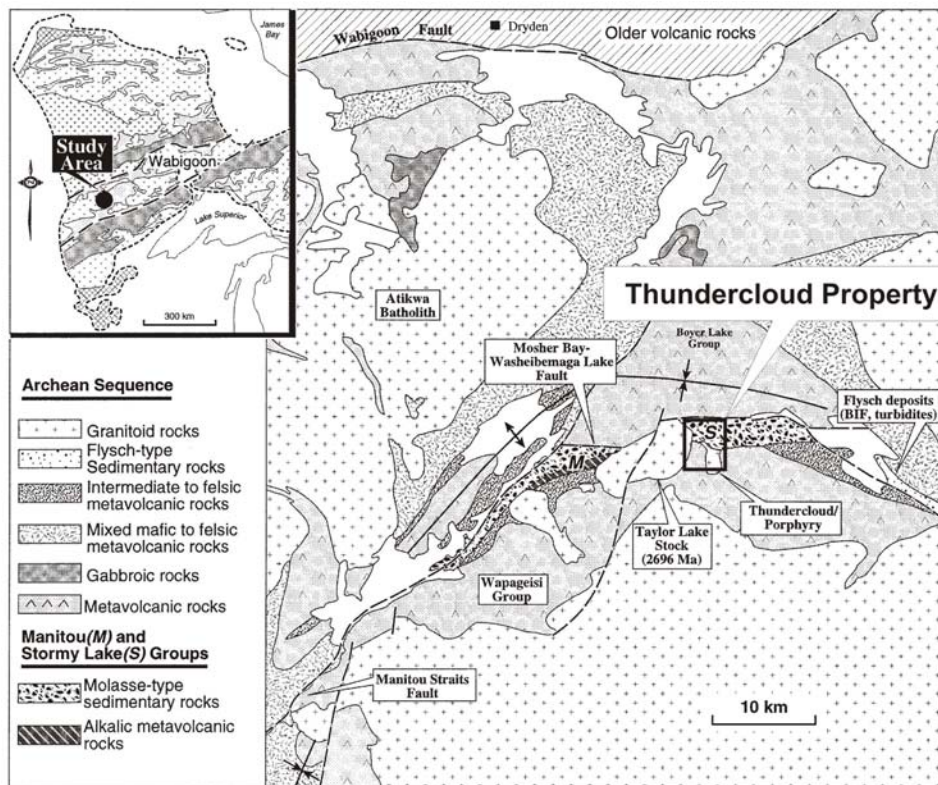 James
Bay
Study
Area
Wabigoon
N
Lake Superior
300 km
Wabigoon Fault
Dryden
Older volcanic rocks
Atikwa
Batholith
Thundercloud Property
Boyer Lake
Group
Mosher Bay-
Washeibemaga Lake
Fault
Flysch deposits
(BIF, turbidites)
S
M
Thundercloud/
Porphyry
Taylor Lake
Stock
(2696 Ma)
Wapageisi
Group
Manitou Straits
Fault
10 km
Archean Sequence
Granitoid rocks
Flysch-type
Sedimentary rocks
Intermediate to felsic
metavolcanic rocks
Mixed mafic to felsic
metavolcanic rocks
Gabbroic rocks
Metavolcanic rocks
Manitou(M) and
Stormy Lake(S) Groups
Molasse-type
sedimentary rocks
Alkalic metavolcanic
rocks